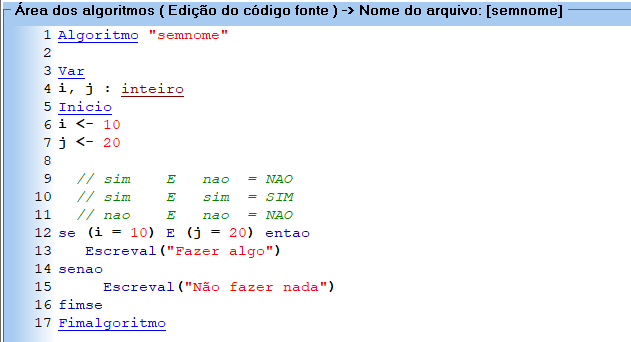 Área dos algoritmos ( Edição do código fonte ) -> Nome do arquivo: [semnome]
1 Algoritmo "semnome"
2
3 Var
4 i, j : inteiro
5 Inicio
6 i <- 10
7 j <- 20
8
9 // sim E nao = NAO
10 // sim E sim = SIM
11 // nao E nao = NAO
12 se (i = 10) E (j = 20) entao
13 Escreval("Fazer algo")
14 senao
15 Escreval("Não fazer nada")
16 fimse
17 Fimalgoritmo